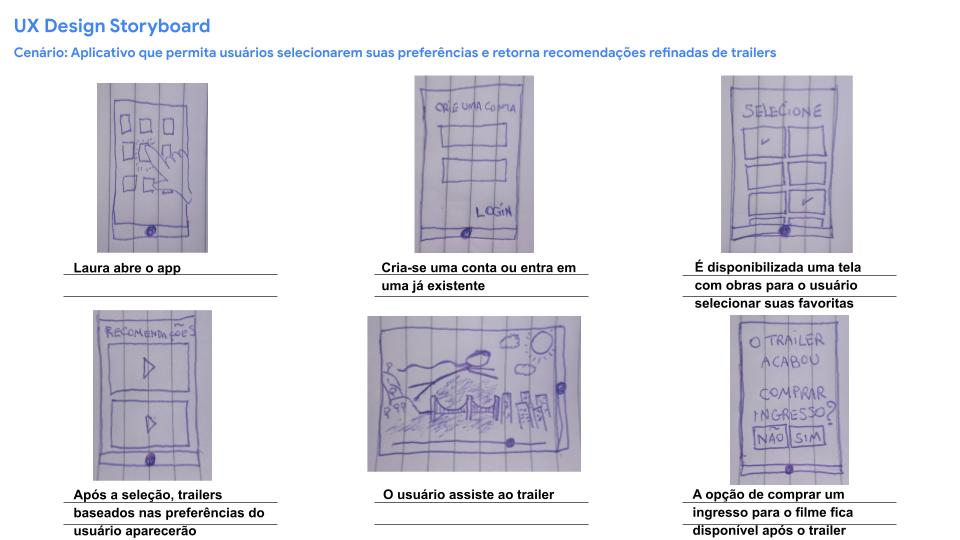 UX Design Storyboard
Cenário: Aplicativo que permita usuários selecionarem suas preferências e retorna recomendações refinadas de trailers
CRIE UMA CONTA
LOGIN
SELECIONE
Laura abre o app
Cria-se uma conta ou entra em
uma já existente
É disponibilizada uma tela
com obras para o usuário
selecionar suas favoritas
RECOMENDAÇÕES
O TRAILER
ACABOU
COMPRAR
INGRESSO?
NÃO SIM
Após a seleção, trailers
baseados nas preferências do
usuário aparecerão
O usuário assiste ao trailer
A opção de comprar um
ingresso para o filme fica
disponível após o trailer